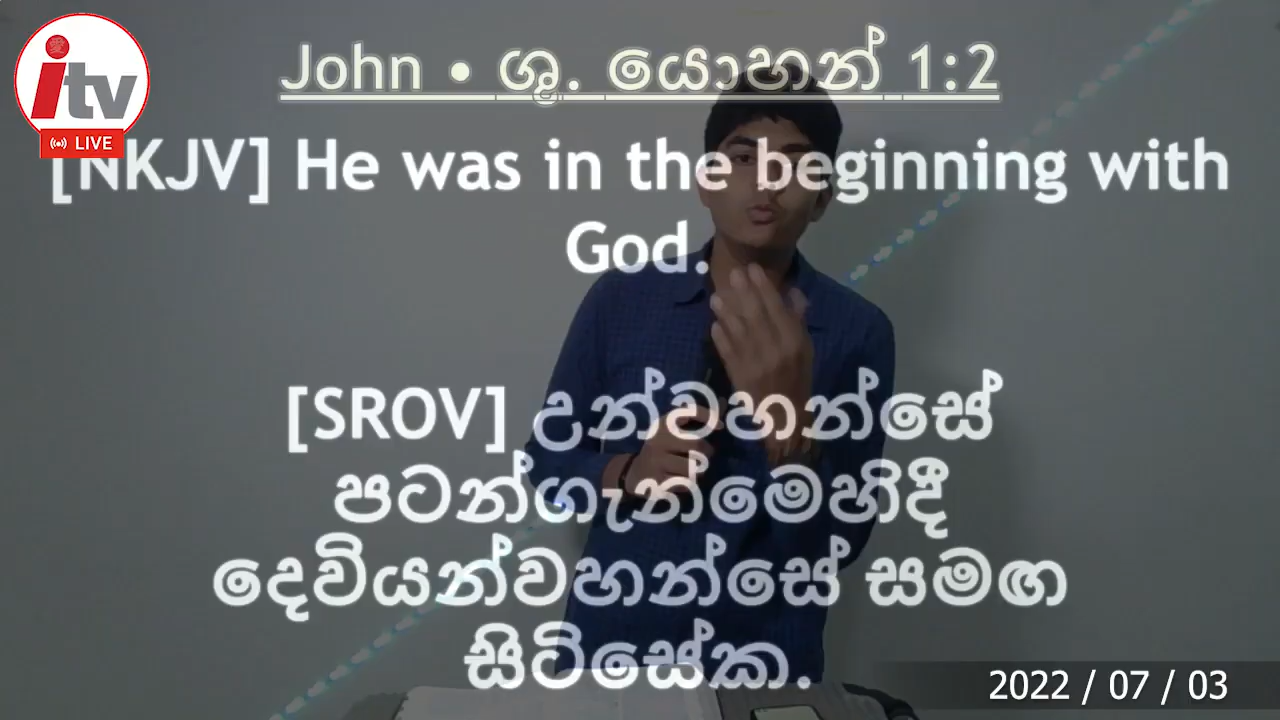 愛
itv
LIVE
John • ශු. යොහන් 1:2
[NKJV] He was in the beginning with
God.
[SROV] උන්වහන්සේ
පටන්ගැන්මෙහිදී
දෙවියන්වහන්සේ සමඟ
සිටිසේක.
2022 / 07 / 03